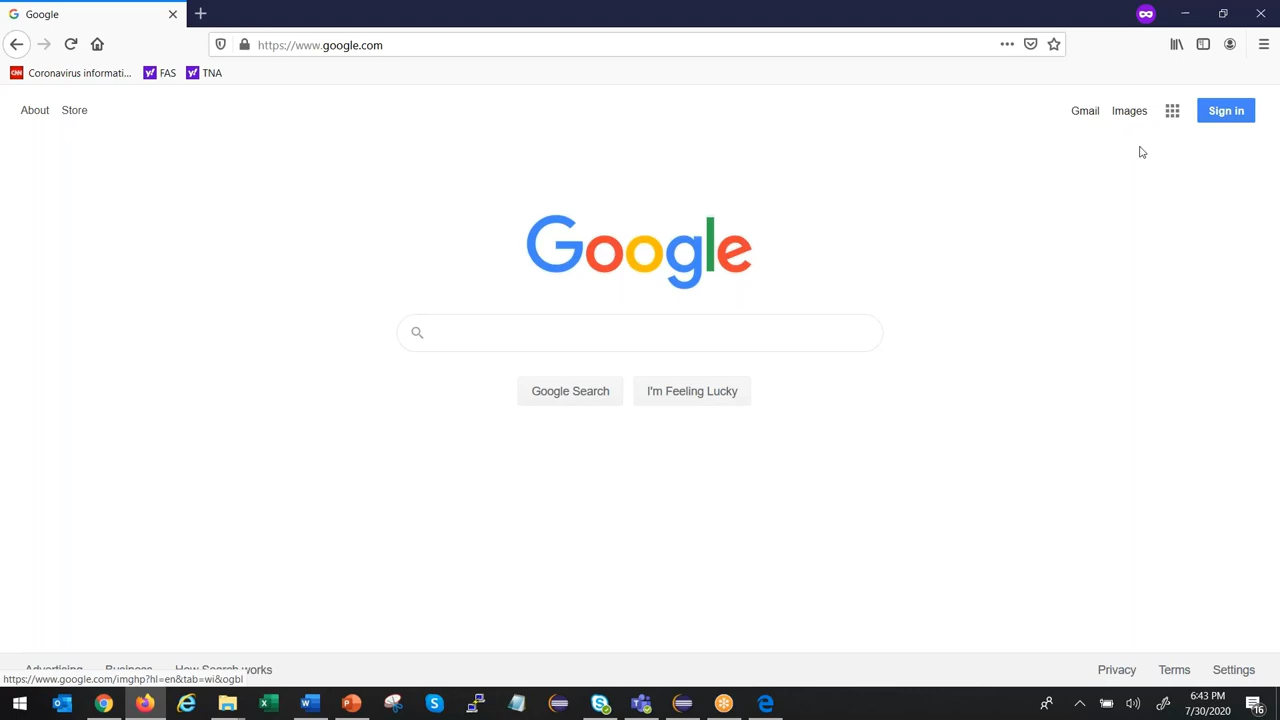 Google
https://www.google.com
CNN Coronavirus informati... y! FAS y! TNA
About Store
Gmail Images Sign in
Google
Google Search I'm Feeling Lucky
Advertising Business How Search works
Privacy Terms Settings
https://www.google.com/imghp?hl=en&tab=wi&ogbl
6:43 PM
7/30/2020
16